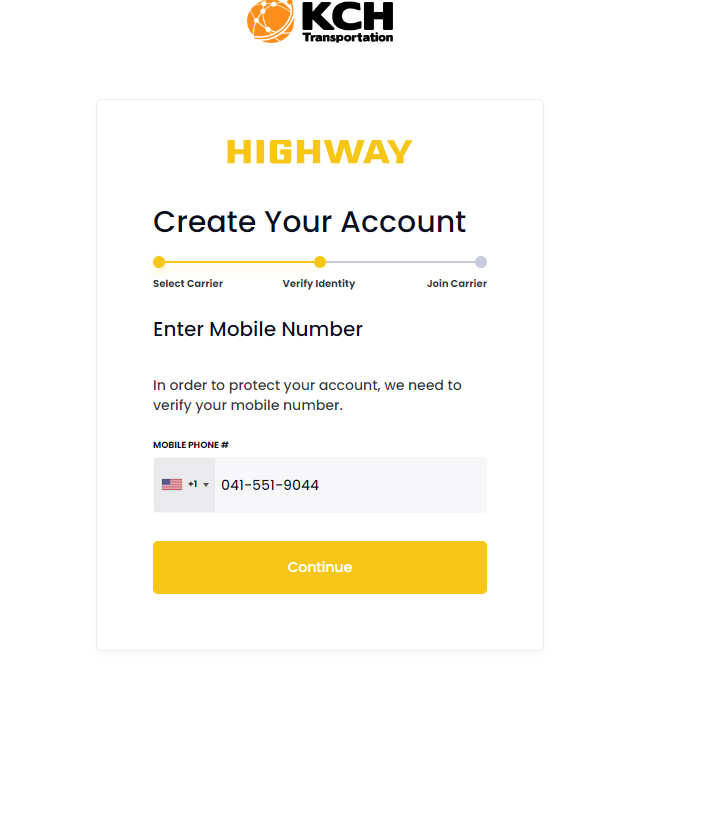 KCH
Transportation
HIGHWAY
Create Your Account
Select Carrier Verify Identity Join Carrier
Enter Mobile Number
In order to protect your account, we need to
verify your mobile number.
MOBILE PHONE #
+1 041-551-9044
Continue